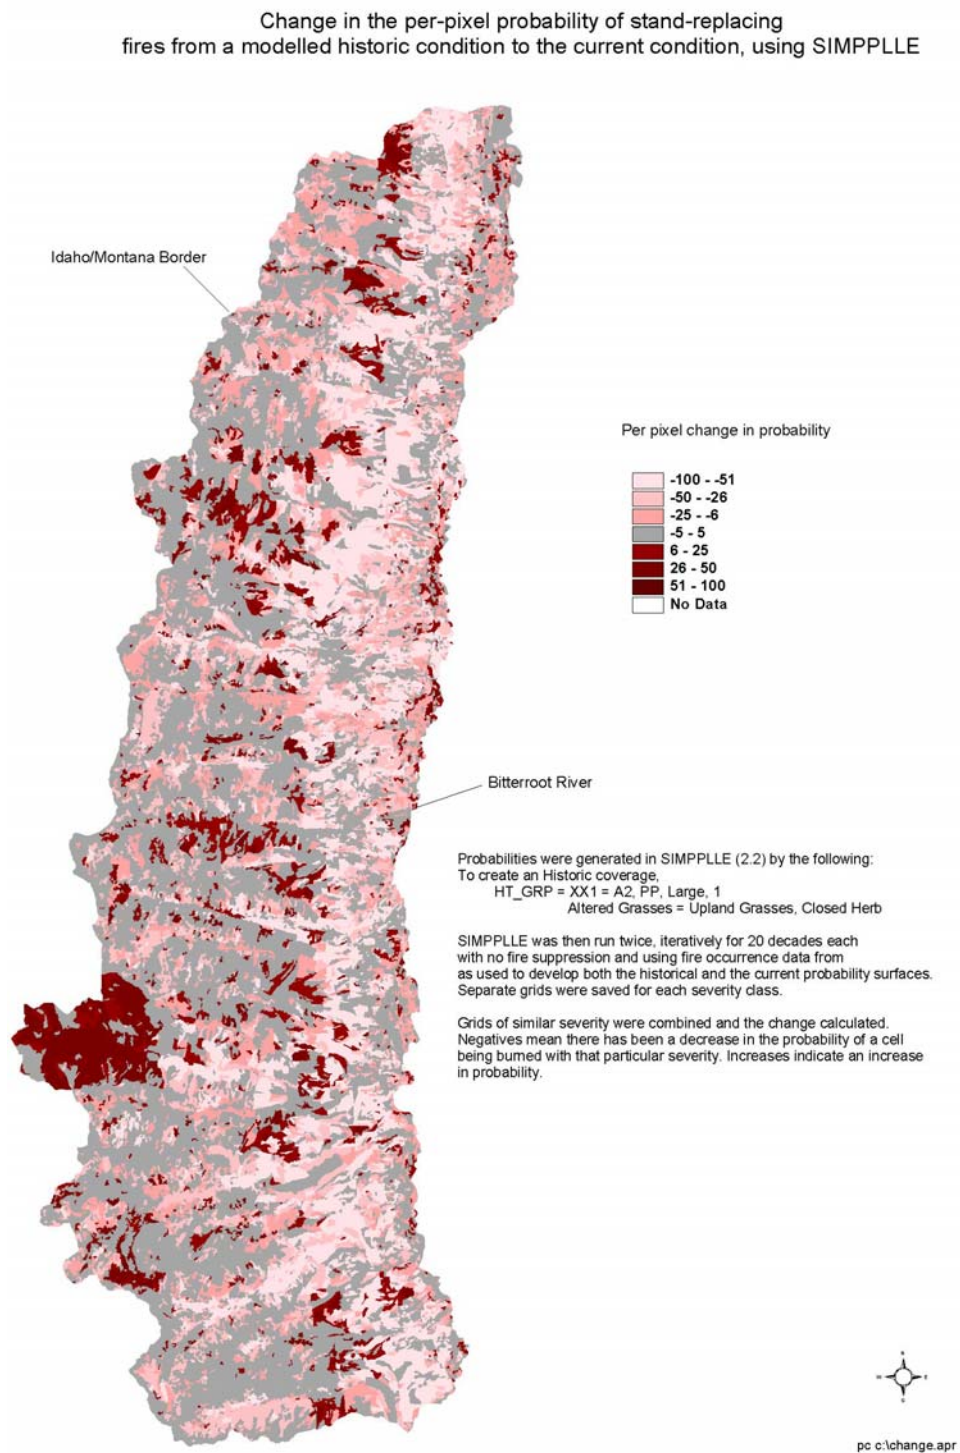 Change in the per-pixel probability of stand-replacing
fires from a modelled historic condition to the current condition, using SIMPPLLE
Idaho/Montana Border
Per pixel change in probability
-100 - -51
-50 - -26
-25 - -6
-5 - 5
6 - 25
26 - 50
51 - 100
No Data
Bitterroot River
Probabilities were generated in SIMPPLLE (2.2) by the following:
To create an Historic coverage,
HT_GRP = XX1 = A2, PP, Large, 1
Altered Grasses = Upland Grasses, Closed Herb
SIMPPLLE was then run twice, iteratively for 20 decades each
with no fire suppression and using fire occurrence data from
as used to develop both the historical and the current probability surfaces.
Separate grids were saved for each severity class.
Grids of similar severity were combined and the change calculated.
Negatives mean there has been a decrease in the probability of a cell
being burned with that particular severity. Increases indicate an increase
in probability.
pc c:\change.apr